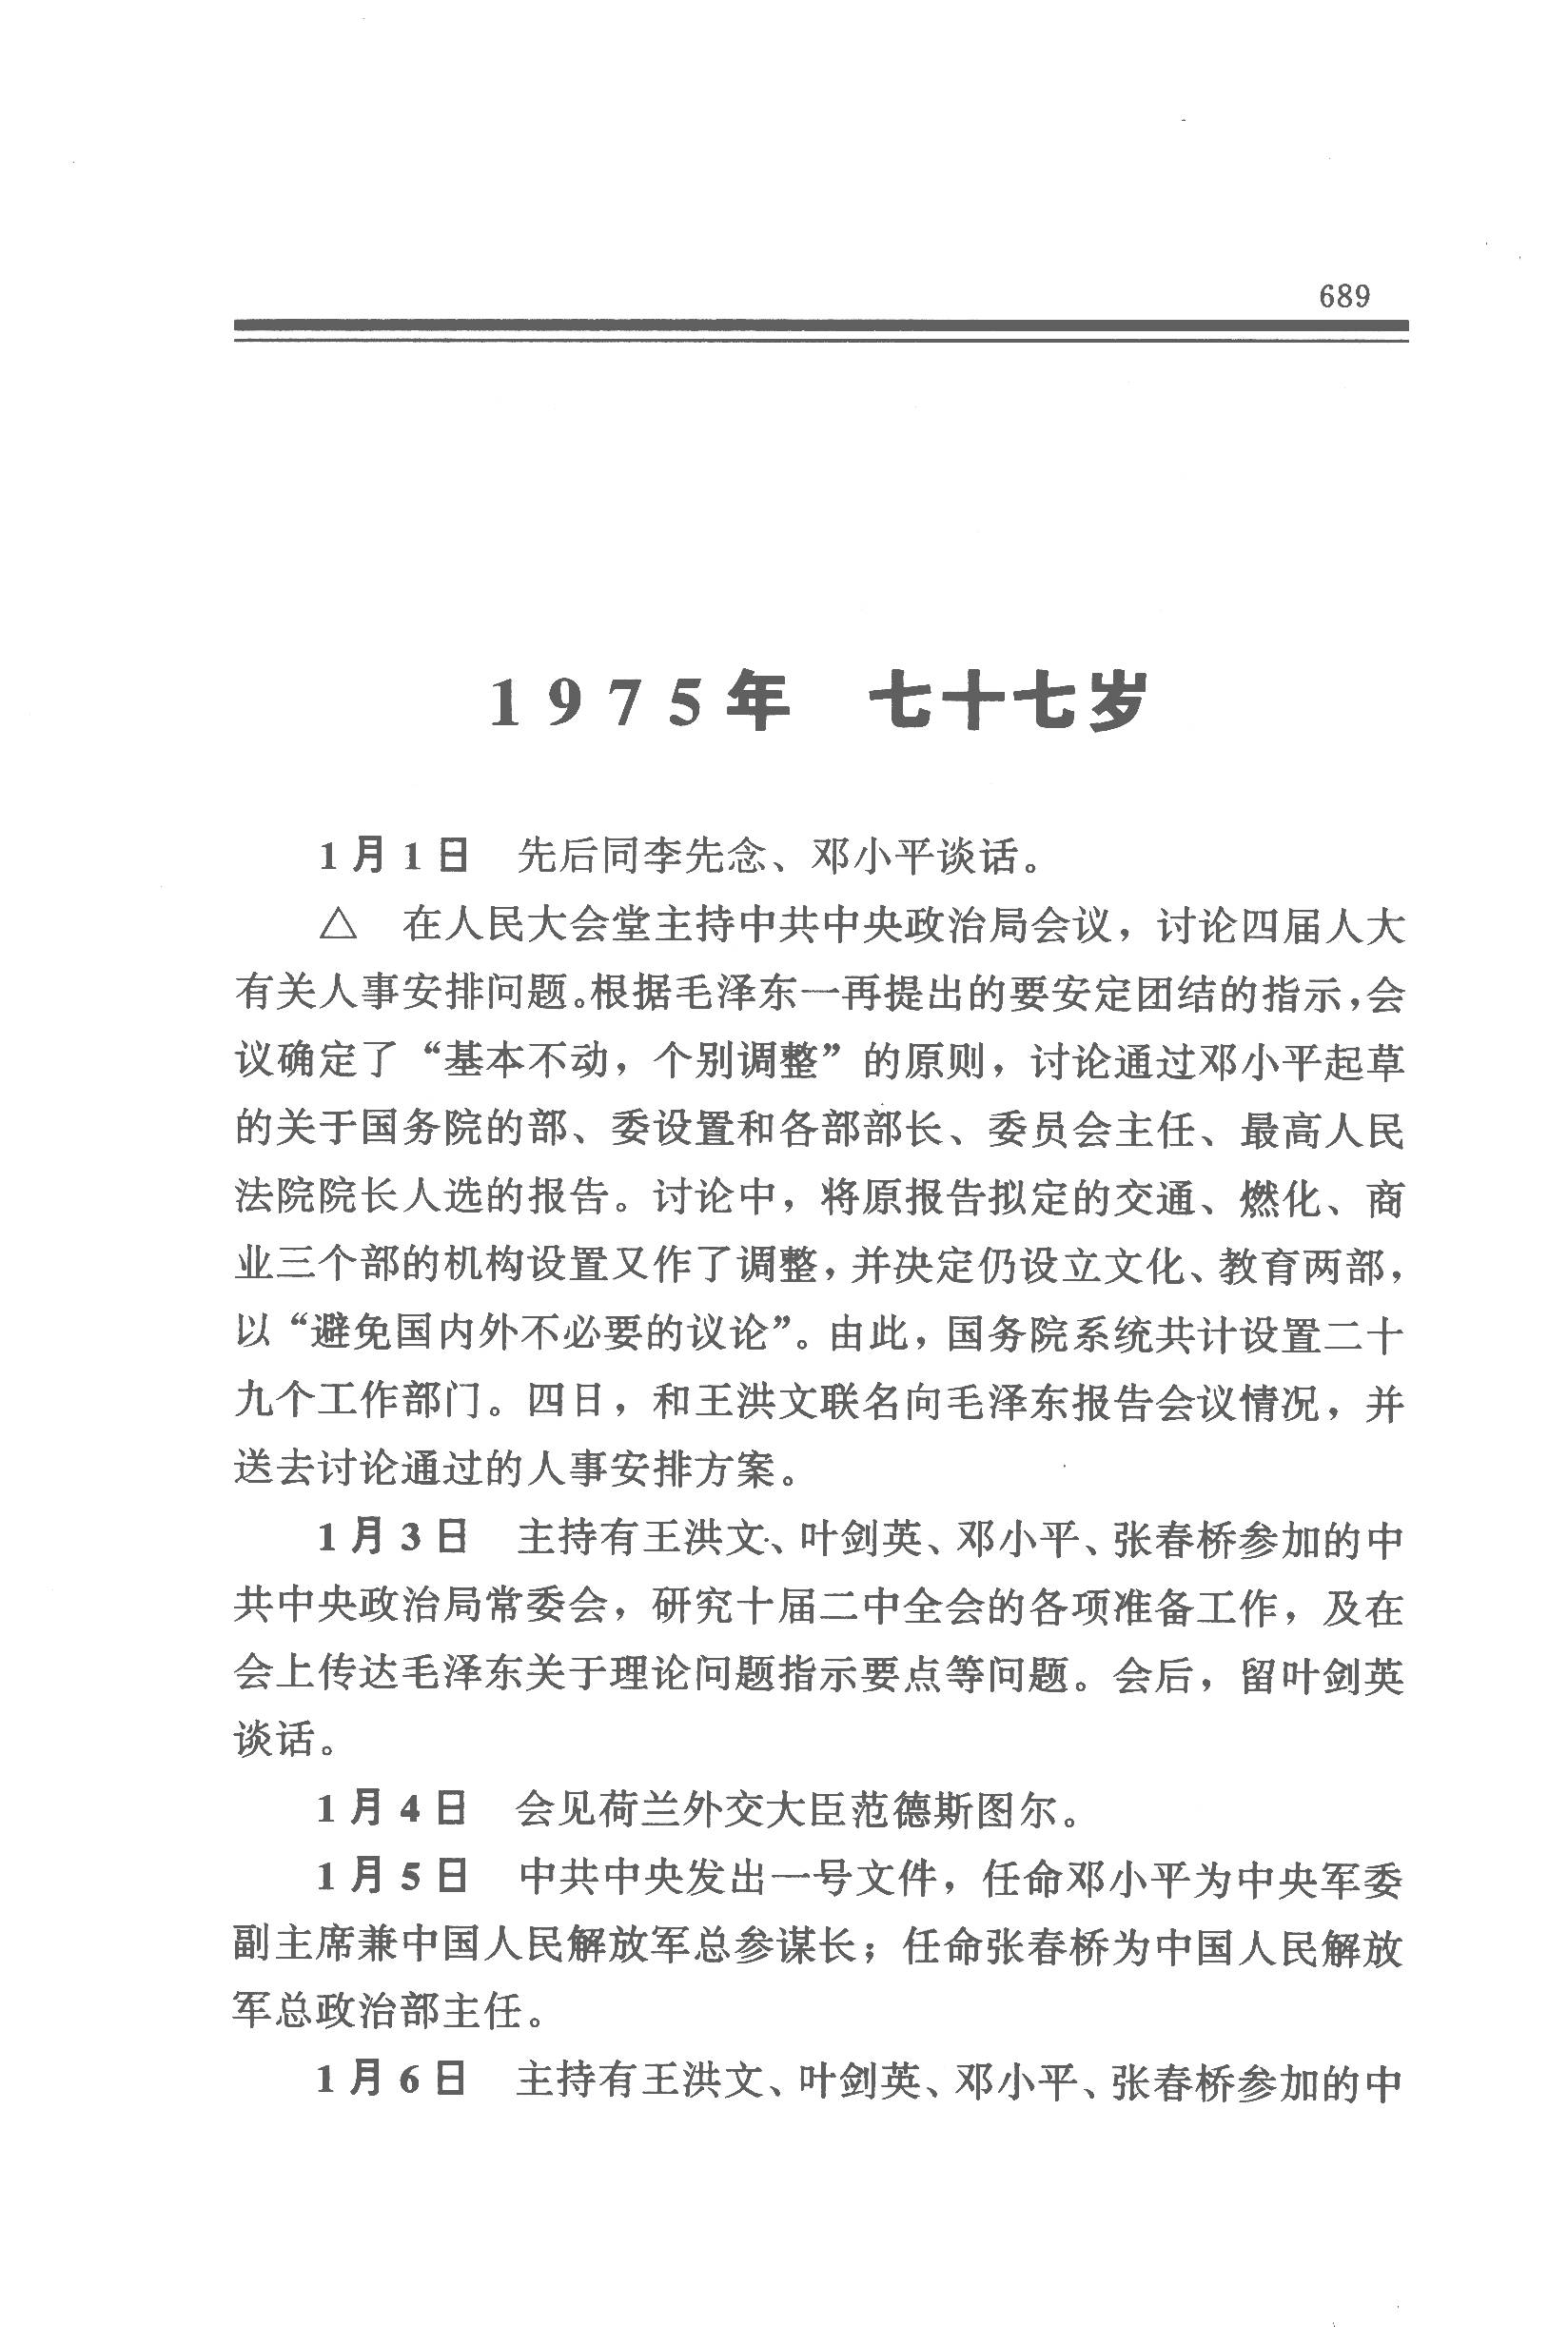 689
1975年　七十七岁
1月1日　先后同李先念、邓小平谈话。
△　在人民大会堂主持中共中央政治局会议，讨论四届人大
有关人事安排问题。根据毛泽东一再提出的要安定团结的指示，会
议确定了“基本不动，个别调整”的原则，讨论通过邓小平起草
的关于国务院的部、委设置和各部部长、委员会主任、最高人民
法院院长人选的报告。讨论中，将原报告拟定的交通、燃化、商
业三个部的机构设置又作了调整，并决定仍设立文化、教育两部，
以“避免国内外不必要的议论”。由此，国务院系统共计设置二十
九个工作部门。四日，和王洪文联名向毛泽东报告会议情况，并
送去讨论通过的人事安排方案。
1月3日　主持有王洪文、叶剑英、邓小平、张春桥参加的中
共中央政治局常委会，研究十届二中全会的各项准备工作，及在
会上传达毛泽东关于理论问题指示要点等问题。会后，留叶剑英
谈话。
1月4日　会见荷兰外交大臣范德斯图尔。
1月5日　中共中央发出一号文件，任命邓小平为中央军委
副主席兼中国人民解放军总参谋长；任命张春桥为中国人民解放
军总政治部主任。
1月6日　主持有王洪文、叶剑英、邓小平、张春桥参加的中